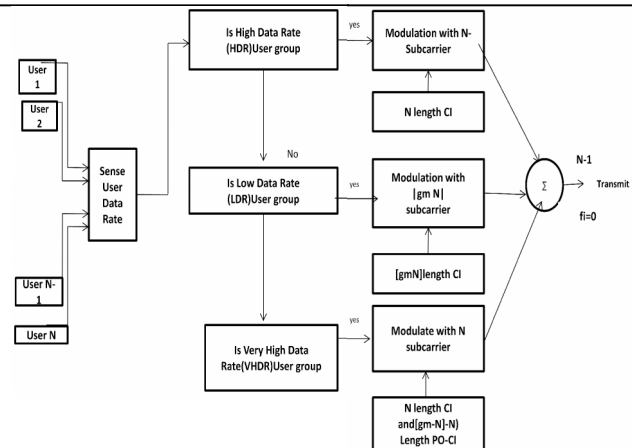 User
1
User
2
Sense
User
Data
Rate
User N-
1
User N
Is High Data Rate
(HDR)User group
yes
Modulation with N-
Subcarrier
N length CI
No
Is Low Data Rate
(LDR)User group
yes
Modulation with
|gm N|
subcarrier
[gmN]length CI
Is Very High Data
Rate(VHDR)User group
yes
Modulate with N
subcarrier
N length CI
and[gm-N]-N)
Length PO-CI
Σ
N-1
Transmit
fi=0